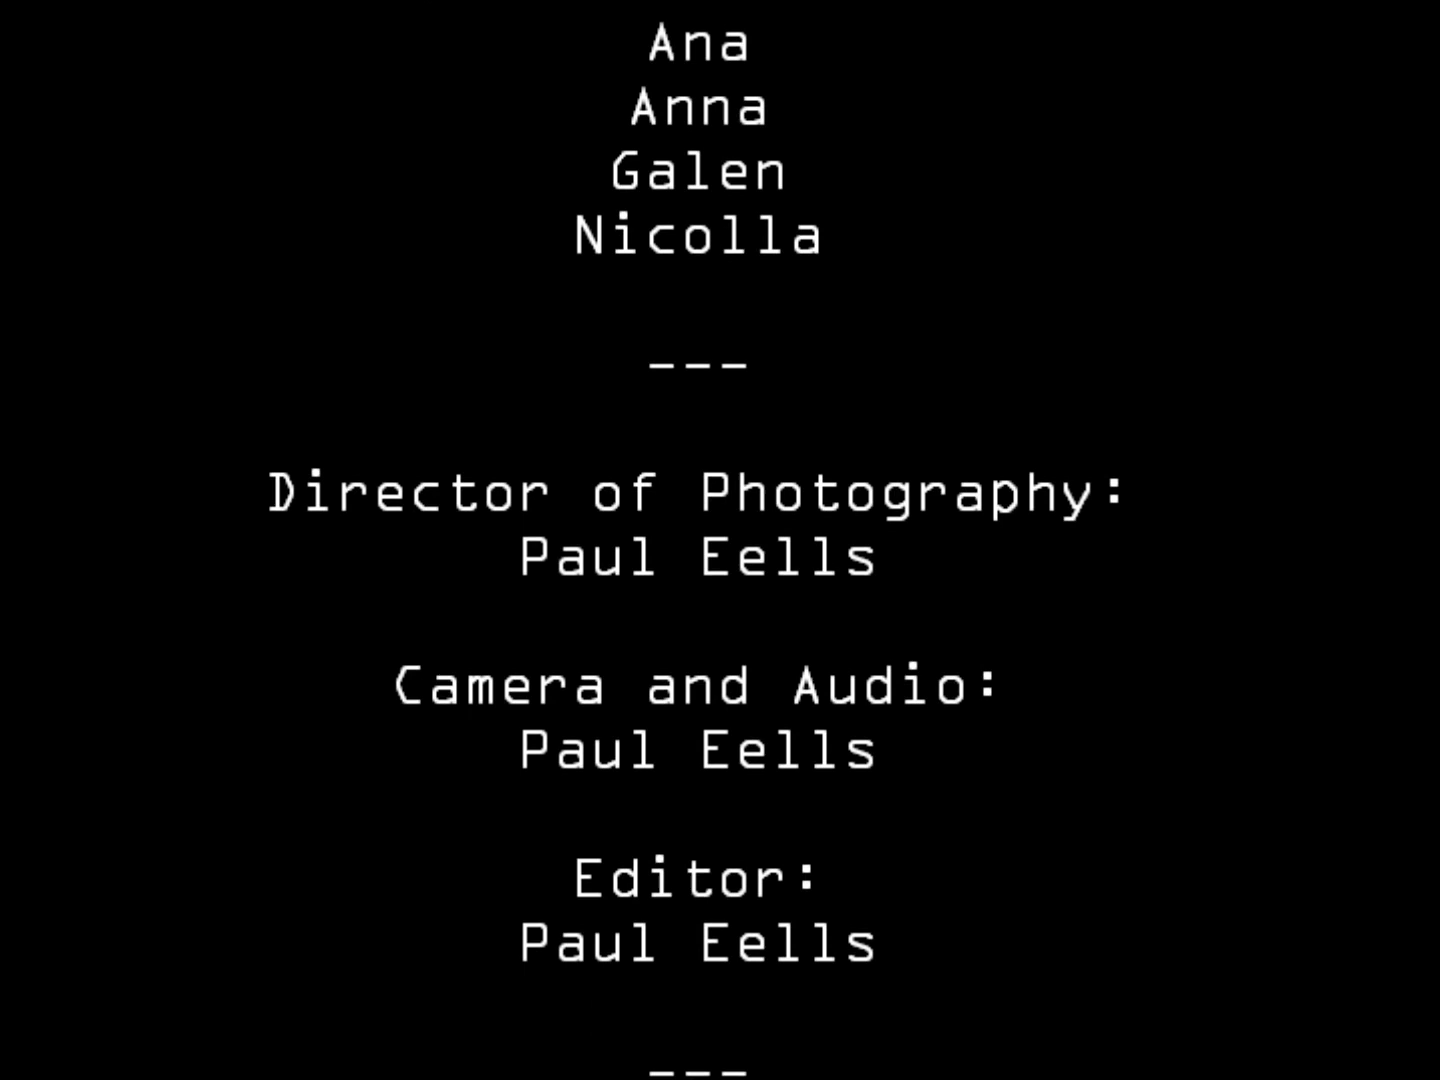 Ana
Anna
Galen
Nicolla
---
Director of Photography:
Paul Eells
Camera and Audio:
Paul Eells
Editor:
Paul Eells
---